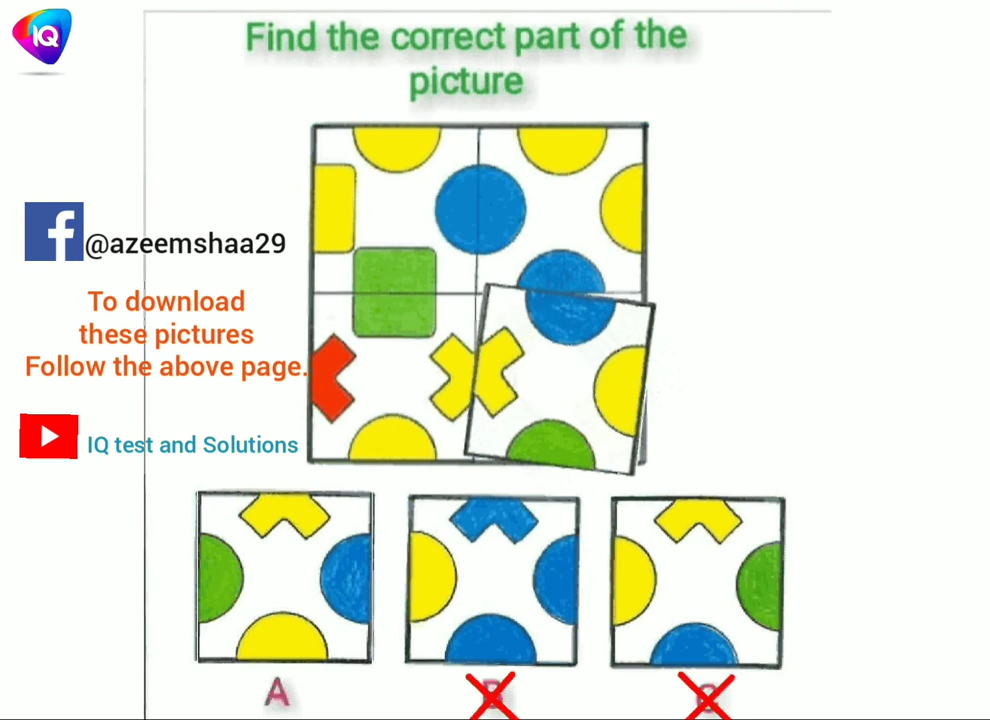 IQ
Find the correct part of the
picture
f
@azeemshaa29
To download
these pictures
Follow the above page.
IQ test and Solutions
A
B
C